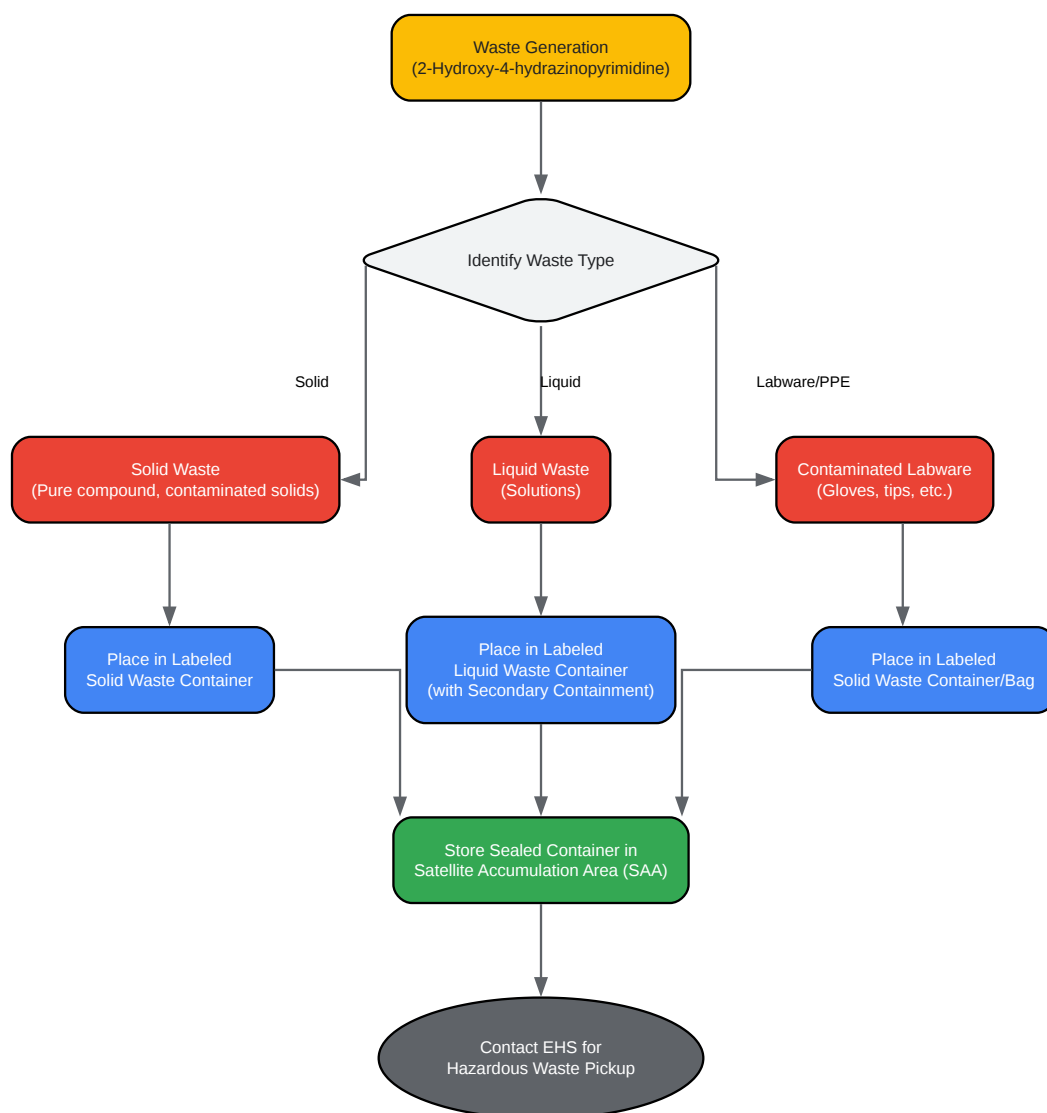 Waste Generation
(2-Hydroxy-4-hydrazinopyrimidine)
Identify Waste Type
Solid
Liquid
Labware/PPE
Solid Waste
(Pure compound, contaminated solids)
Liquid Waste
(Solutions)
Contaminated Labware
(Gloves, tips, etc.)
Place in Labeled
Solid Waste Container
Place in Labeled
Liquid Waste Container
(with Secondary Containment)
Place in Labeled
Solid Waste Container/Bag
Store Sealed Container in
Satellite Accumulation Area (SAA)
Contact EHS for
Hazardous Waste Pickup